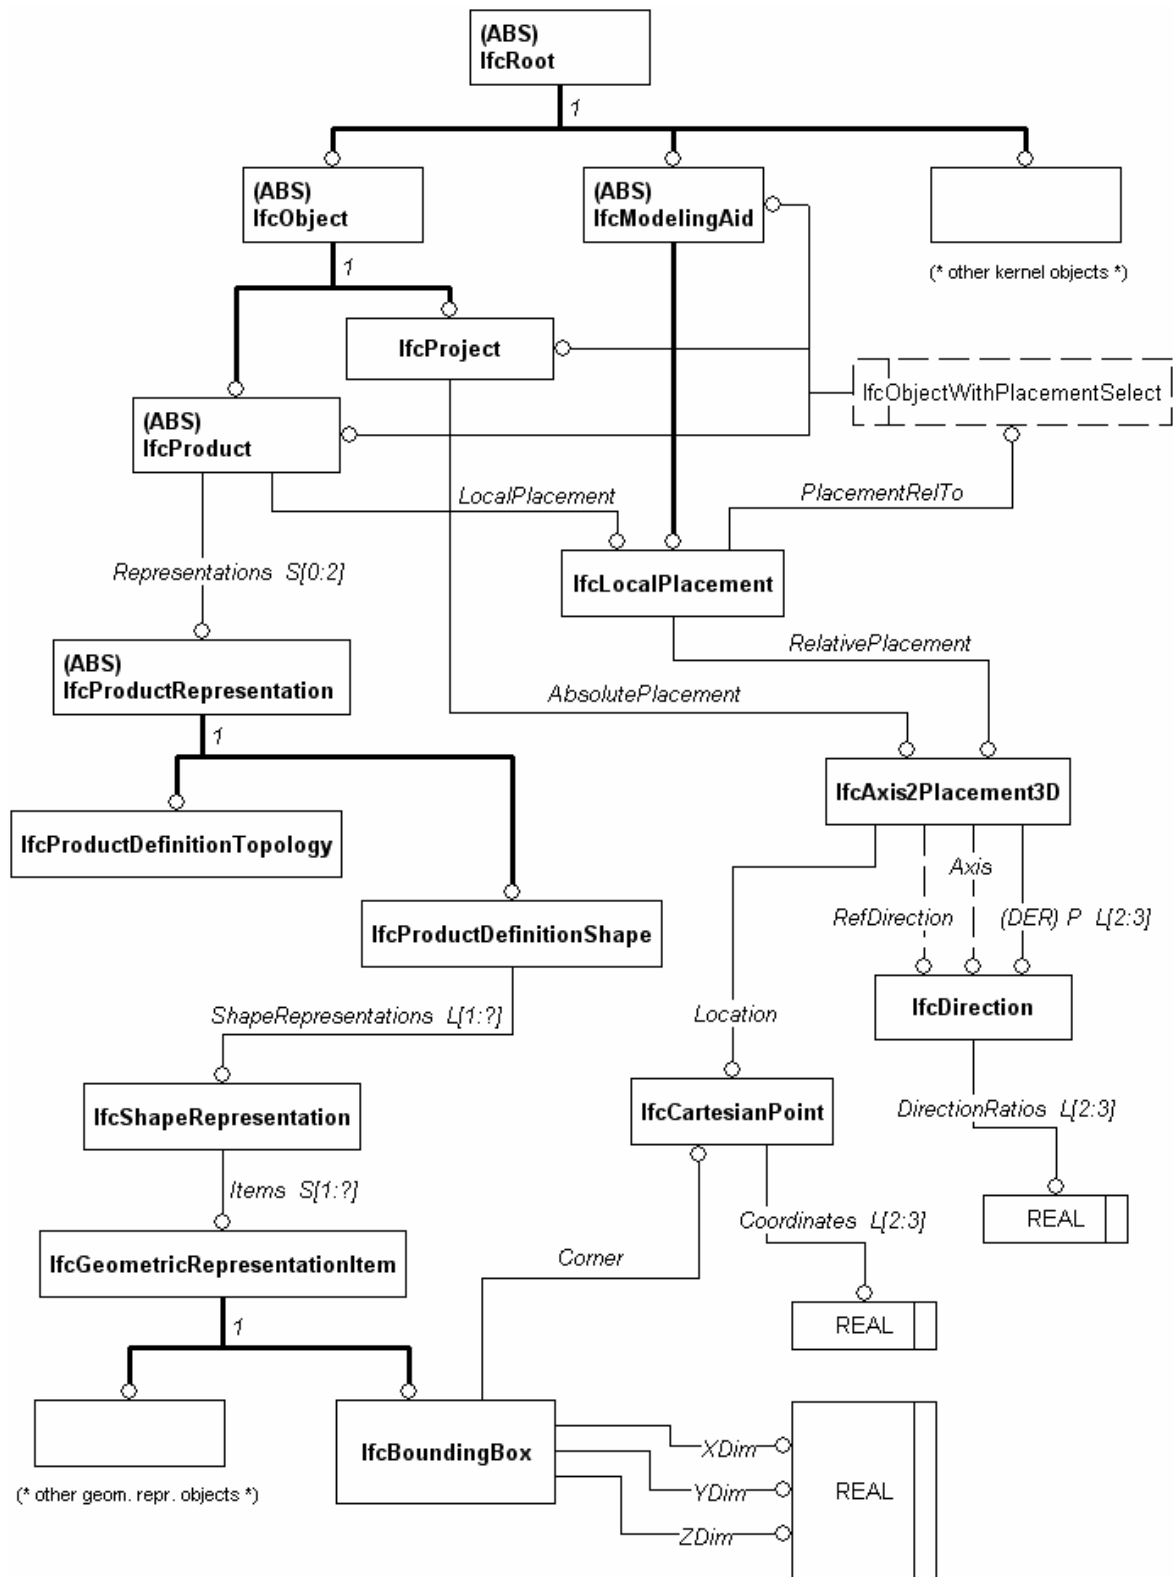 (ABS)
IfcRoot
1
(ABS)
IfcObject
(ABS)
IfcModelingAid
(* other kernel objects *)
1
IfcProject
IfcObjectWithPlacementSelect
(ABS)
IfcProduct
LocalPlacement
PlacementRelTo
Representations S[0:2]
IfcLocalPlacement
RelativePlacement
(ABS)
IfcProductRepresentation
AbsolutePlacement
1
IfcAxis2Placement3D
IfcProductDefinitionTopology
Axis
RefDirection
(DER) P L[2:3]
IfcProductDefinitionShape
ShapeRepresentations L[1:?]
Location
IfcDirection
IfcShapeRepresentation
IfcCartesianPoint
DirectionRatios L[2:3]
Items S[1:?]
Coordinates L[2:3]
REAL
IfcGeometricRepresentationItem
Corner
1
REAL
IfcBoundingBox
XDim
YDim
ZDim
REAL
(* other geom. repr. objects *)